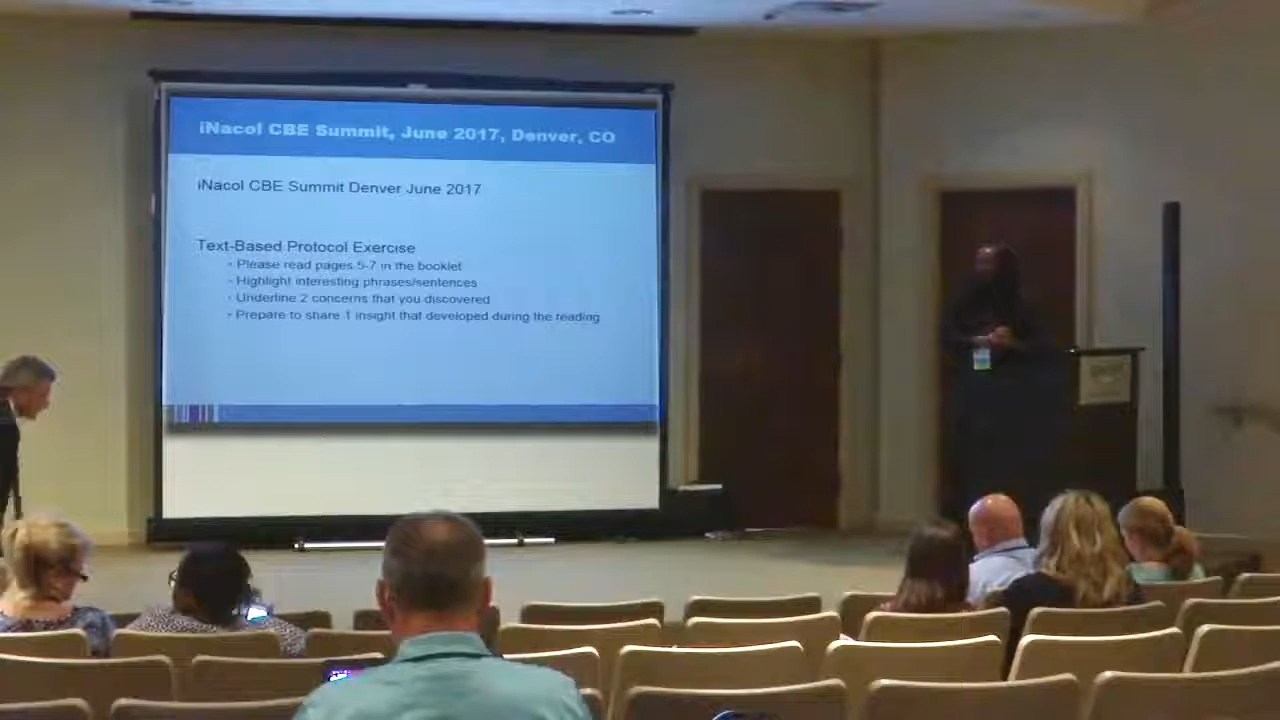 iNacol CBE Summit, June 2017, Denver, CO
iNacol CBE Summit Denver June 2017
Text-Based Protocol Exercise
- Please read pages 5-7 in the booklet
- Highlight interesting phrases/sentences
- Underline 2 concerns that you discovered
- Prepare to share 1 insight that developed during the reading